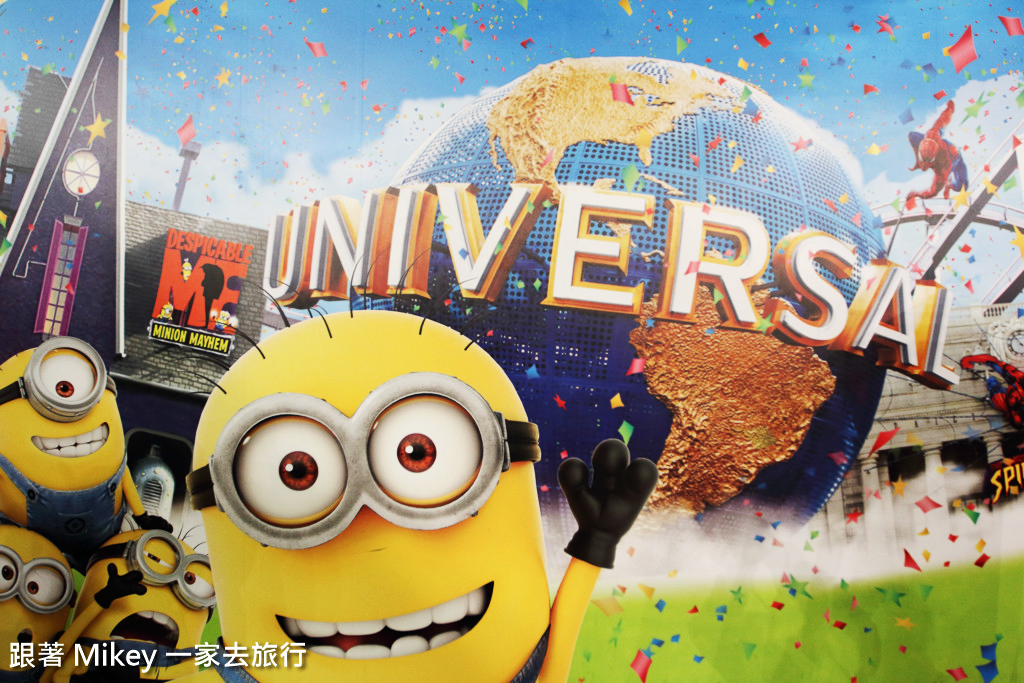 UNIVERSAL
DESPICABLE
ME
MINION MAYHEM
跟著 Mikey 一家去旅行